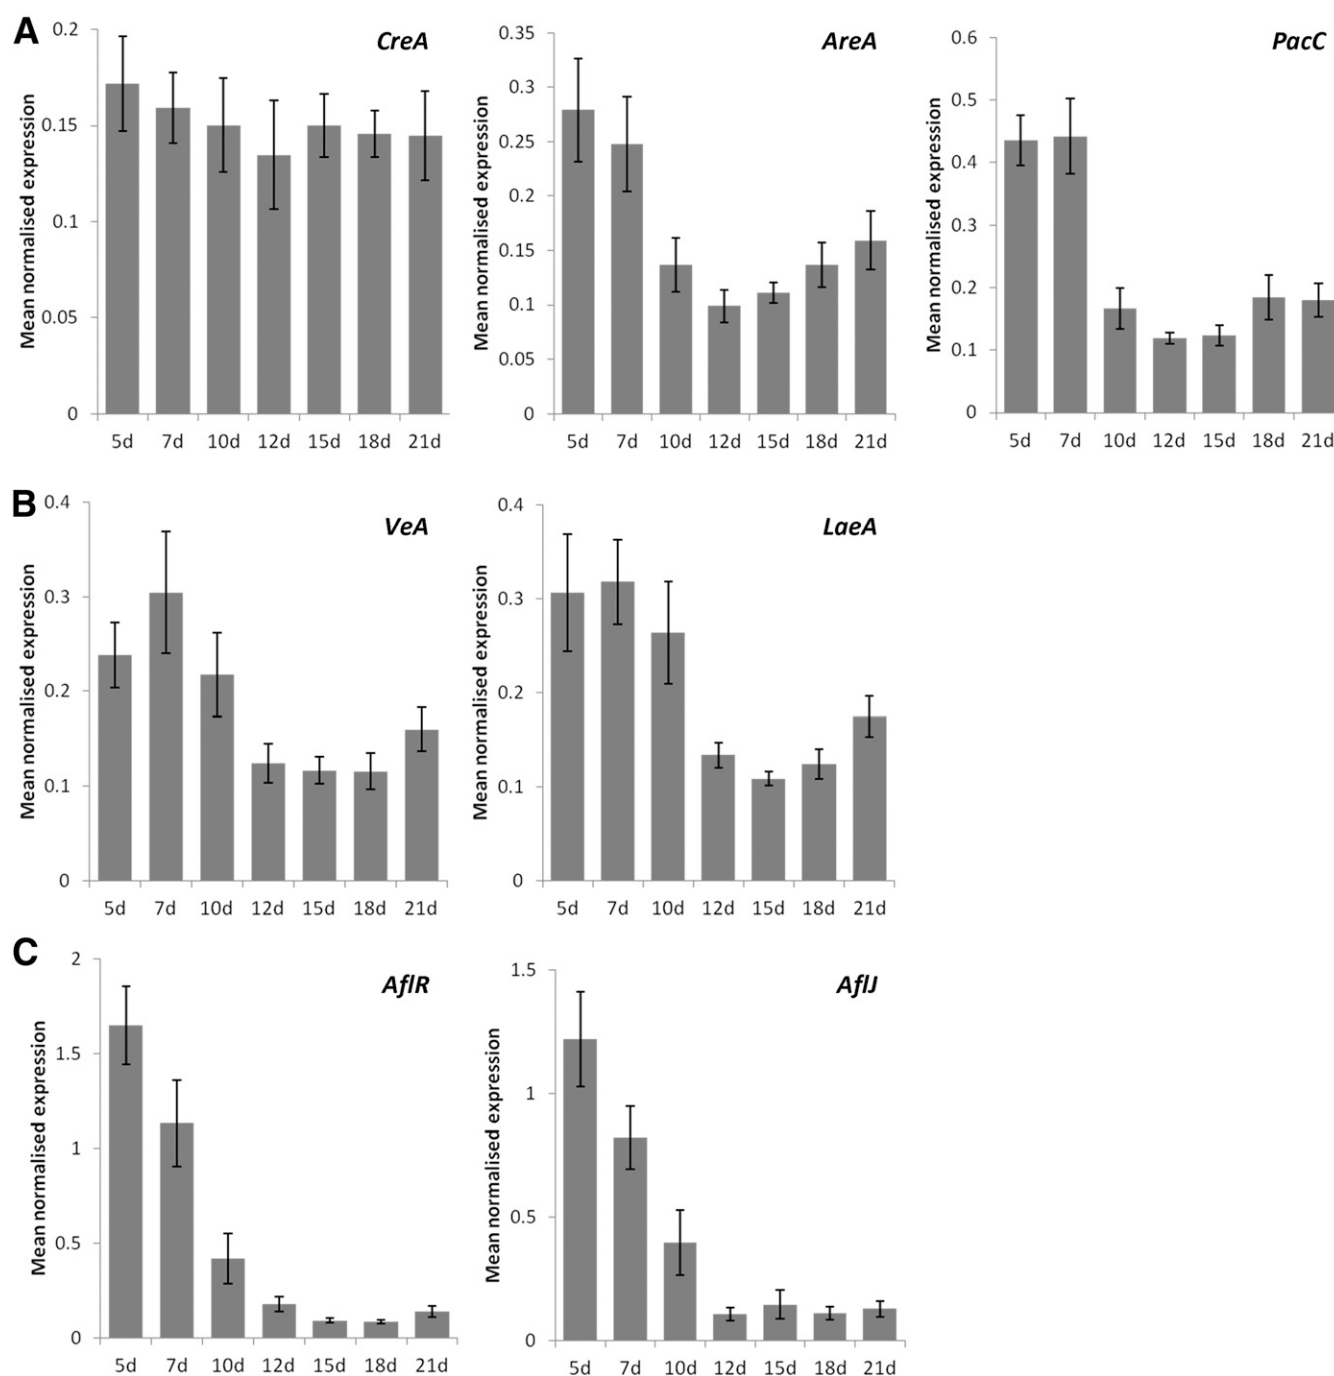 A
CreA
Mean normalised expression
0.2
0.15
0.1
0.05
0
5d 7d 10d 12d 15d 18d 21d
AreA
Mean normalised expression
0.35
0.3
0.25
0.2
0.15
0.1
0.05
0
5d 7d 10d 12d 15d 18d 21d
PacC
Mean normalised expression
0.6
0.5
0.4
0.3
0.2
0.1
0
5d 7d 10d 12d 15d 18d 21d
B
VeA
Mean normalised expression
0.4
0.3
0.2
0.1
0
5d 7d 10d 12d 15d 18d 21d
LaeA
Mean normalised expression
0.4
0.3
0.2
0.1
0
5d 7d 10d 12d 15d 18d 21d
C
AflR
Mean normalised expression
2
1.5
1
0.5
0
5d 7d 10d 12d 15d 18d 21d
AflJ
Mean normalised expression
1.5
1
0.5
0
5d 7d 10d 12d 15d 18d 21d